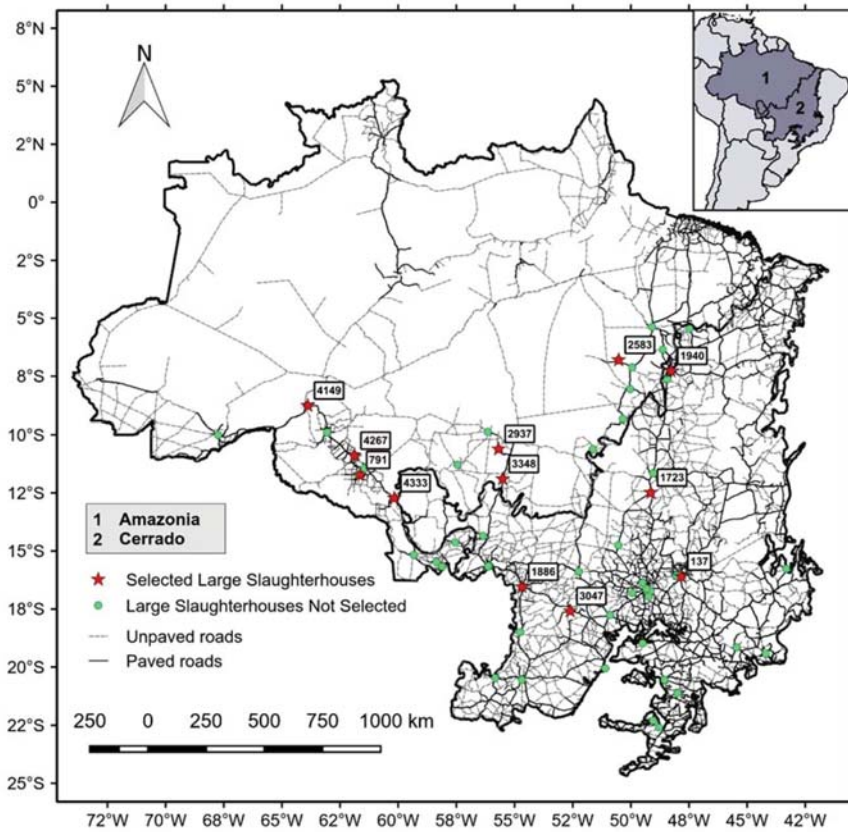 8°N
5°N
2°N
0°
2°S
5°S
8°S
10°S
12°S
15°S
18°S
20°S
22°S
25°S
N
1
2
2583
1940
4149
4267
791
4333
2937
3348
1723
1886
3047
137
1 Amazonia
2 Cerrado
Selected Large Slaughterhouses
Large Slaughterhouses Not Selected
Unpaved roads
Paved roads
250 0 250 500 750 1000 km
72°W 70°W 68°W 65°W 62°W 60°W 58°W 55°W 52°W 50°W 48°W 45°W 42°W